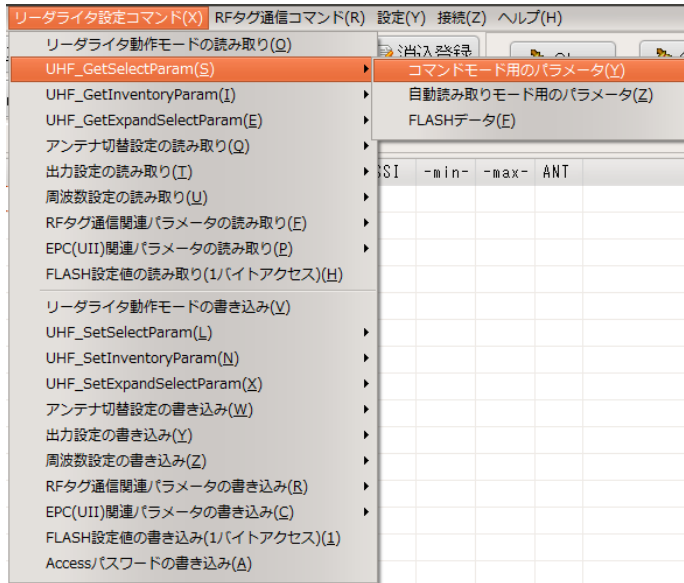 リーダライタ設定コマンド(X) RFタグ通信コマンド(R) 設定(Y) 接続(Z) ヘルプ(H)
リーダライタ動作モードの読み取り(O)
UHF_GetSelectParam(S)
コマンドモード用のパラメータ(Y)
UHF_GetInventoryParam(I)
自動読み取りモード用のパラメータ(Z)
UHF_GetExpandSelectParam(E)
FLASHデータ(F)
アンテナ切替設定の読み取り(Q)
出力設定の読み取り(T)
-min- -max- ANT
周波数設定の読み取り(U)
RFタグ通信関連パラメータの読み取り(F)
EPC(UII)関連パラメータの読み取り(P)
FLASH設定値の読み取り(1バイトアクセス)(H)
リーダライタ動作モードの書き込み(V)
UHF_SetSelectParam(L)
UHF_SetInventoryParam(N)
UHF_SetExpandSelectParam(X)
アンテナ切替設定の書き込み(W)
出力設定の書き込み(Y)
周波数設定の書き込み(Z)
RFタグ通信関連パラメータの書き込み(R)
EPC(UII)関連パラメータの書き込み(C)
FLASH設定値の書き込み(1バイトアクセス)(1)
Accessパスワードの書き込み(A)